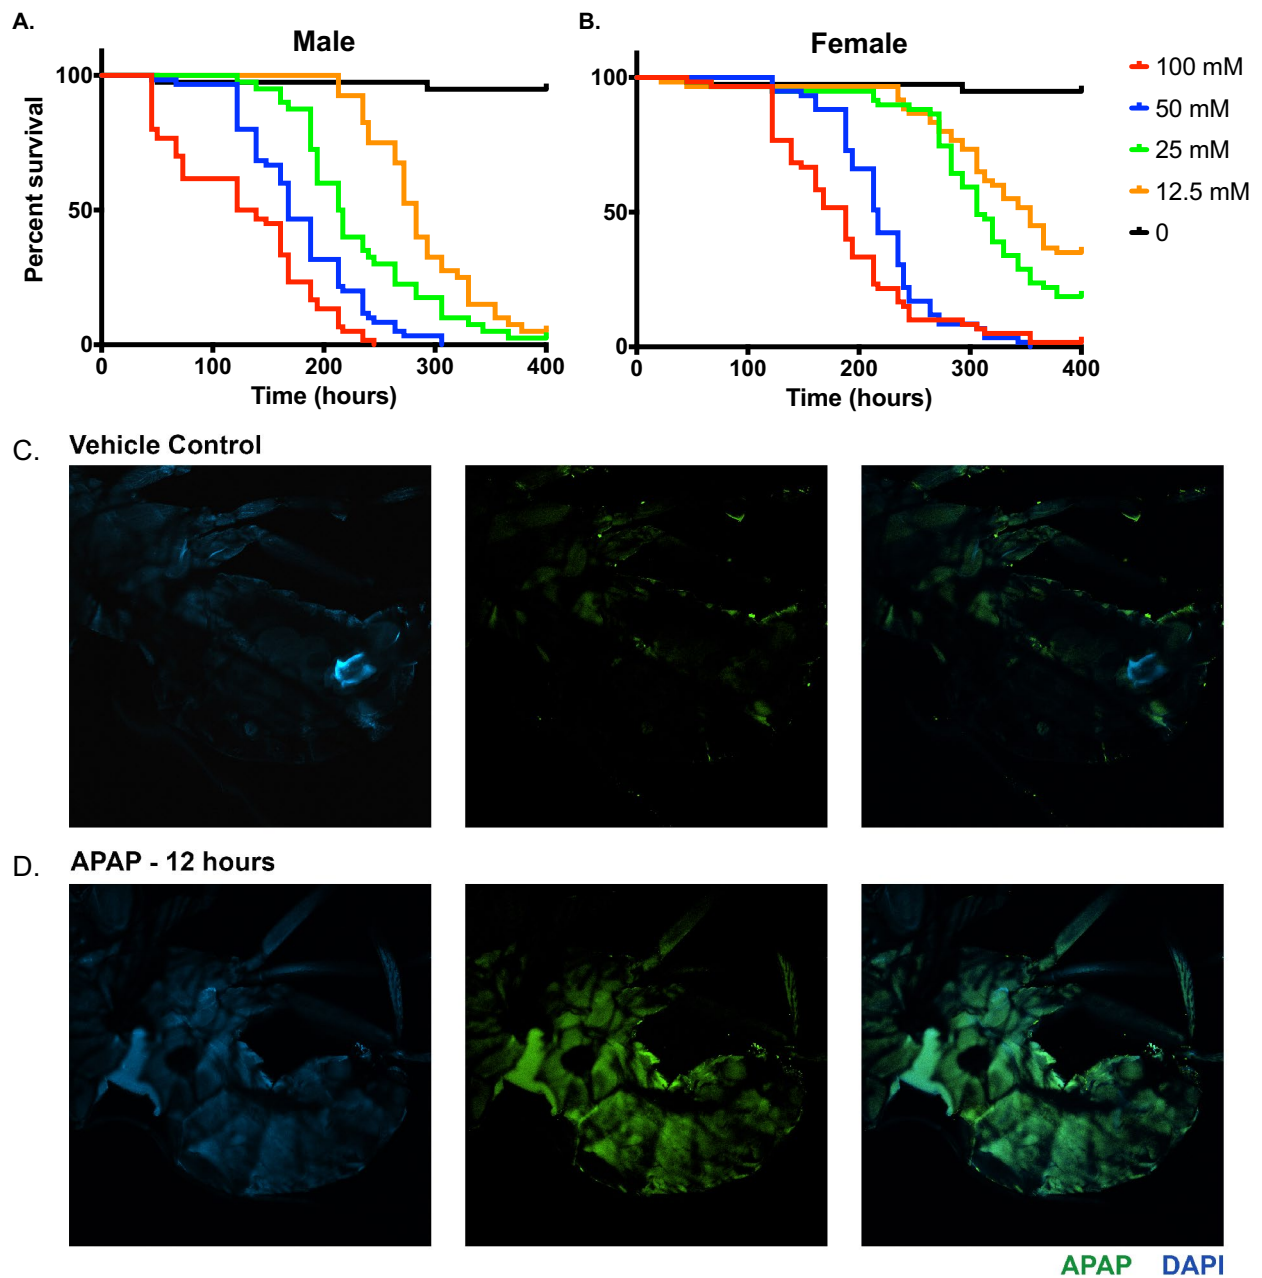 A.
Male
100
50
0
Percent survival
0 100 200 300 400
Time (hours)
B.
Female
100
50
0
0 100 200 300 400
Time (hours)
100 mM
50 mM
25 mM
12.5 mM
0
C. Vehicle Control
D. APAP - 12 hours
APAP DAPI